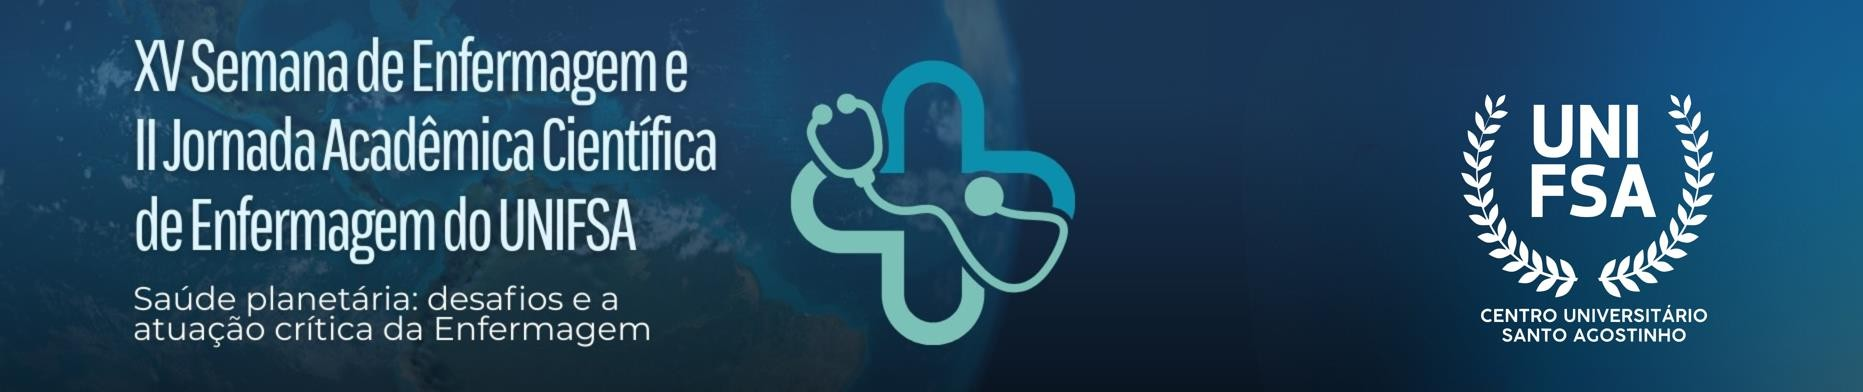 XV Semana de Enfermagem e
II Jornada Acadêmica Científica
de Enfermagem do UNIFSA
Saúde planetária: desafios e a
atuação crítica da Enfermagem
UNI
FSA
CENTRO UNIVERSITÁRIO
SANTO AGOSTINHO